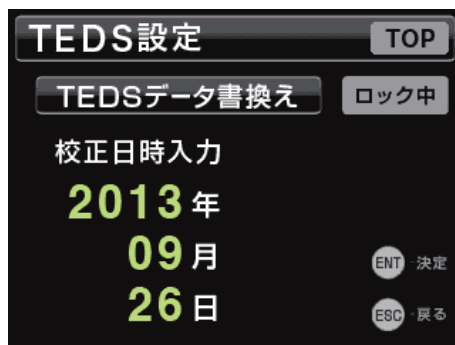 TEDS設定 TOP
TEDSデータ書換え ロック中
校正日時入力
2013年
09月
ENT -決定
26日
ESC -戻る